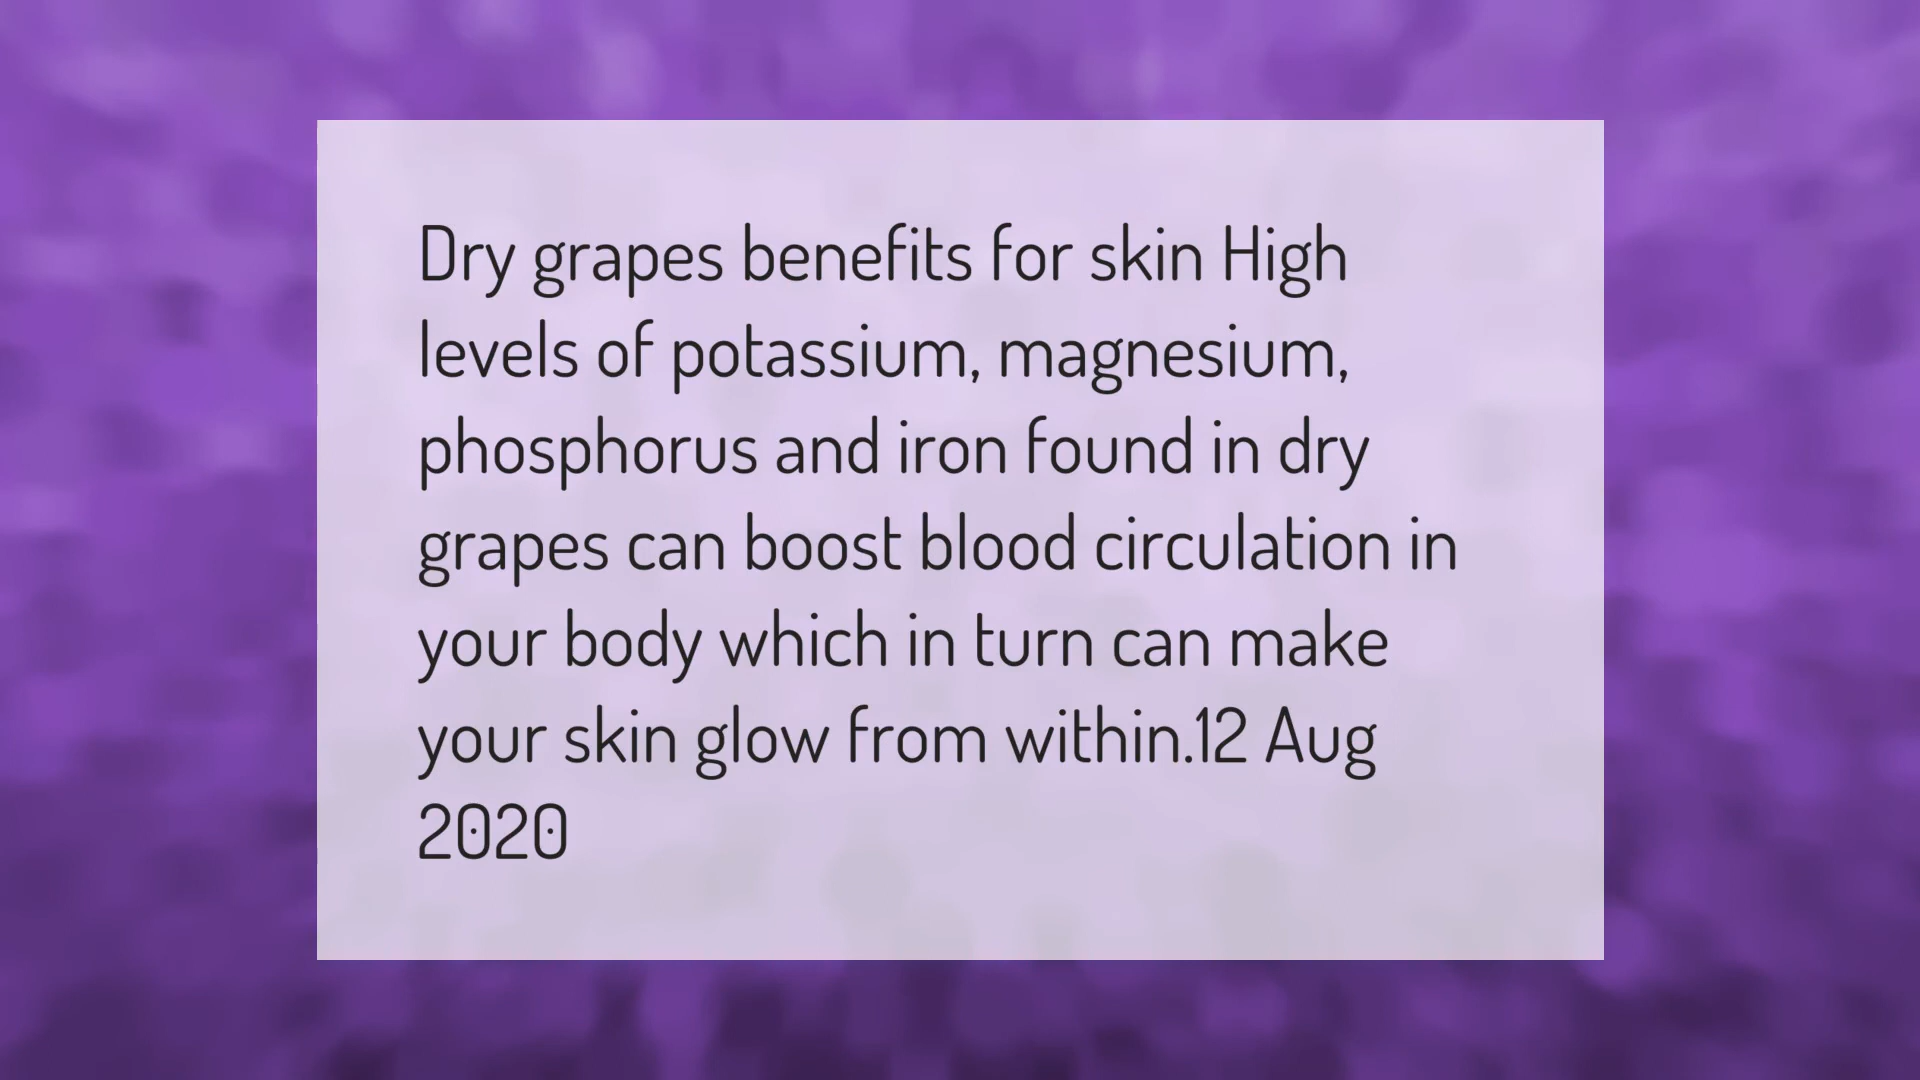 Dry grapes benefits for skin High
levels of potassium, magnesium,
phosphorus and iron found in dry
grapes can boost blood circulation in
your body which in turn can make
your skin glow from within.12 Aug
2020